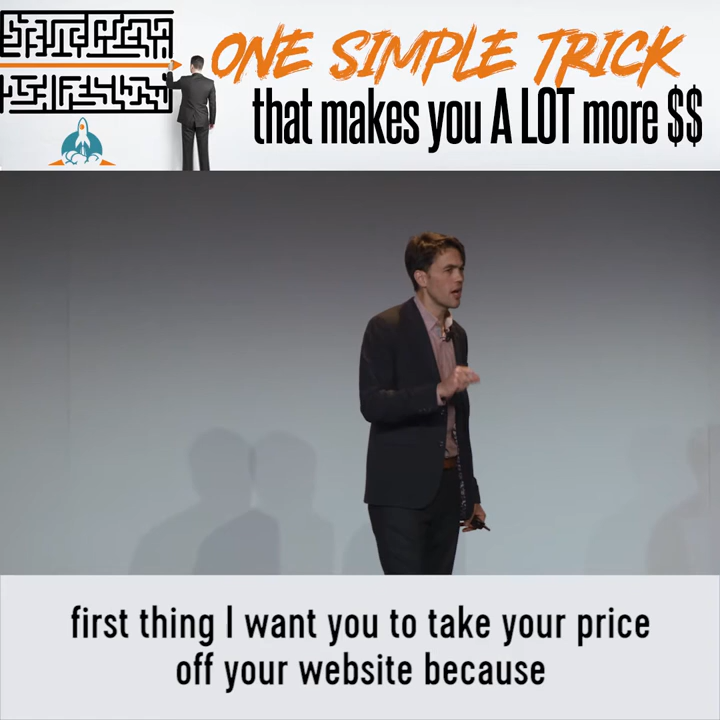 ONE SIMPLE TRICK
that makes you A LOT more $$
first thing I want you to take your price
off your website because